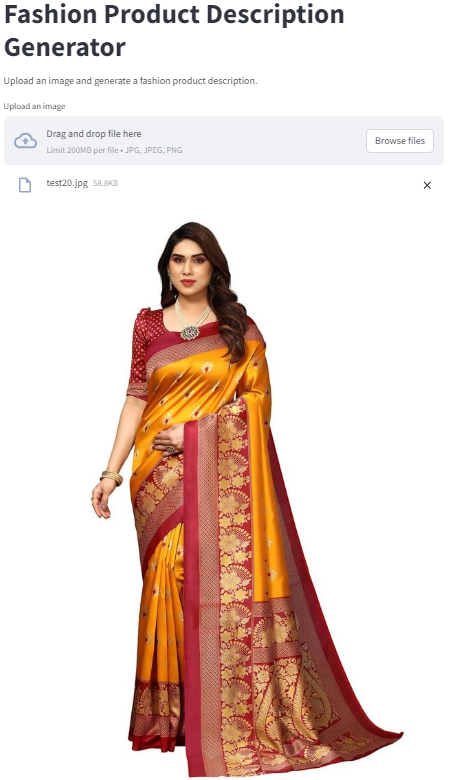 Fashion Product Description
Generator
Upload an image and generate a fashion product description.
Upload an image
Drag and drop file here
Limit 200MB per file • JPG, JPEG, PNG
Browse files
test20.jpg 58.8KB